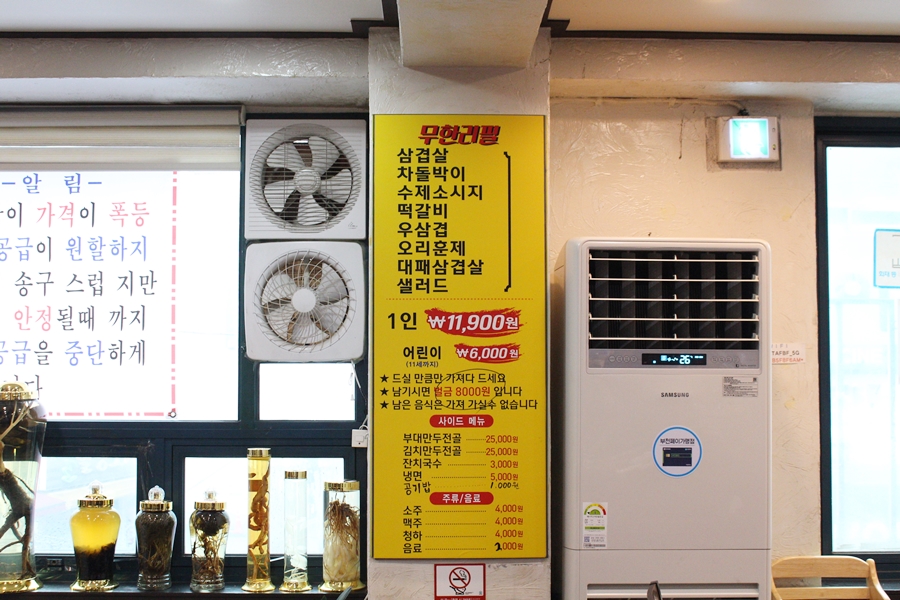 -알 림-
이 가격이 폭등
공급이 원할하지
송구 스럽 지만
안정될때 까지
공급을 중단하게
무한리필
삼겹살
차돌박이
수제소시지
떡갈비
우삼겹
오리훈제
대패삼겹살
샐러드
1인 ₩11,900원
어린이 ₩6,000원
(11세까지)
★ 드실 만큼만 가져다 드세요
★ 남기시면 벌금 8000원 입니다
★ 남은 음식은 가져 가실수 없습니다
사이드 메뉴
부대만두전골 25,000원
김치만두전골 25,000원
잔치국수 3,000원
냉면 5,000원
공기밥 1.000원
주류/음료
소주 4,000원
맥주 4,000원
청하 4,000원
음료 2,000원
26
SAMSUNG
부천페이가맹점
TAFBF_5G